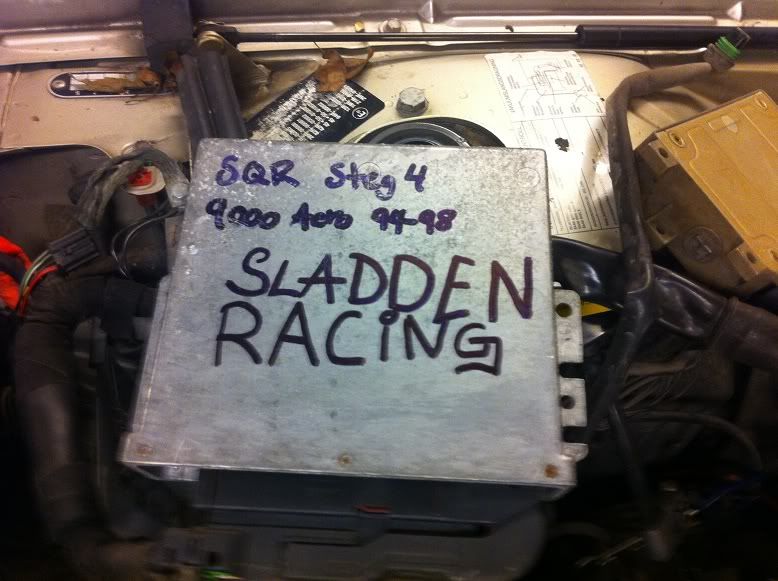 SQR Steg 4
9000 Aero 94-98
SLADDEN
RACING